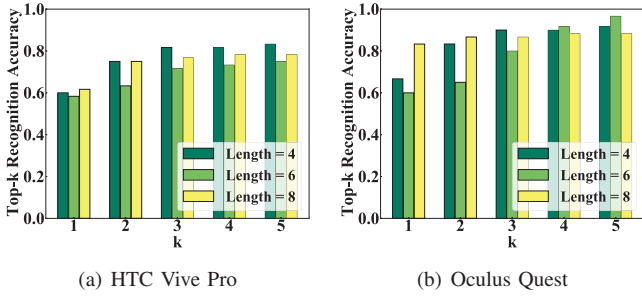 Top-k Recognition Accuracy
1.0
0.8
0.6
0.4
0.2
0.0
Length = 4
Length = 6
Length = 8
1 2 3 4 5
k
(a) HTC Vive Pro
Top-k Recognition Accuracy
1.0
0.8
0.6
0.4
0.2
0.0
Length = 4
Length = 6
Length = 8
1 2 3 4 5
k
(b) Oculus Quest